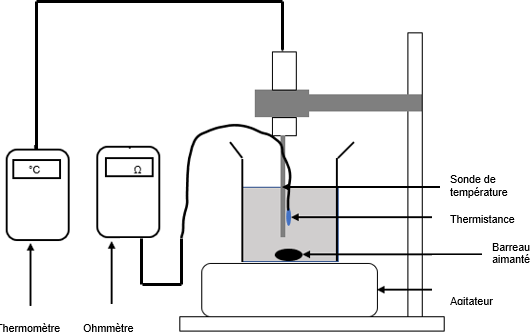 °C
Ω
Sonde de
température
Thermistance
Barreau
aimanté
Agitateur
Thermomètre
Ohmmètre